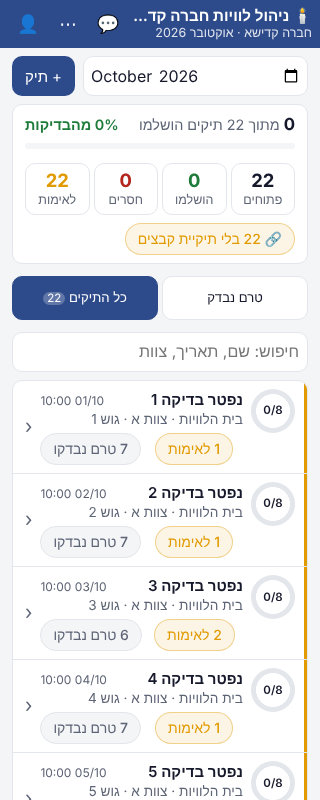 🕯️ ניהול לוויות חברה קד...
חברה קדישא · אוקטובר 2026
💬
⋯
👤
October 2026
+ תיק
0 מתוך 22 תיקים הושלמו
0% מהבדיקות
22 פתוחים
0 הושלמו
0 חסרים
22 לאימות
🔗 22 בלי תיקיית קבצים
טרם נבדק
כל התיקים 22
חיפוש: שם, תאריך, צוות
0/8
נפטר בדיקה 1
01/10 10:00
בית הלוויות · צוות א · גוש 1
1 לאימות
7 טרם נבדקו
0/8
נפטר בדיקה 2
02/10 10:00
בית הלוויות · צוות א · גוש 2
1 לאימות
7 טרם נבדקו
0/8
נפטר בדיקה 3
03/10 10:00
בית הלוויות · צוות א · גוש 3
2 לאימות
6 טרם נבדקו
0/8
נפטר בדיקה 4
04/10 10:00
בית הלוויות · צוות א · גוש 4
1 לאימות
7 טרם נבדקו
0/8
נפטר בדיקה 5
05/10 10:00
בית הלוויות · צוות א · גוש 5